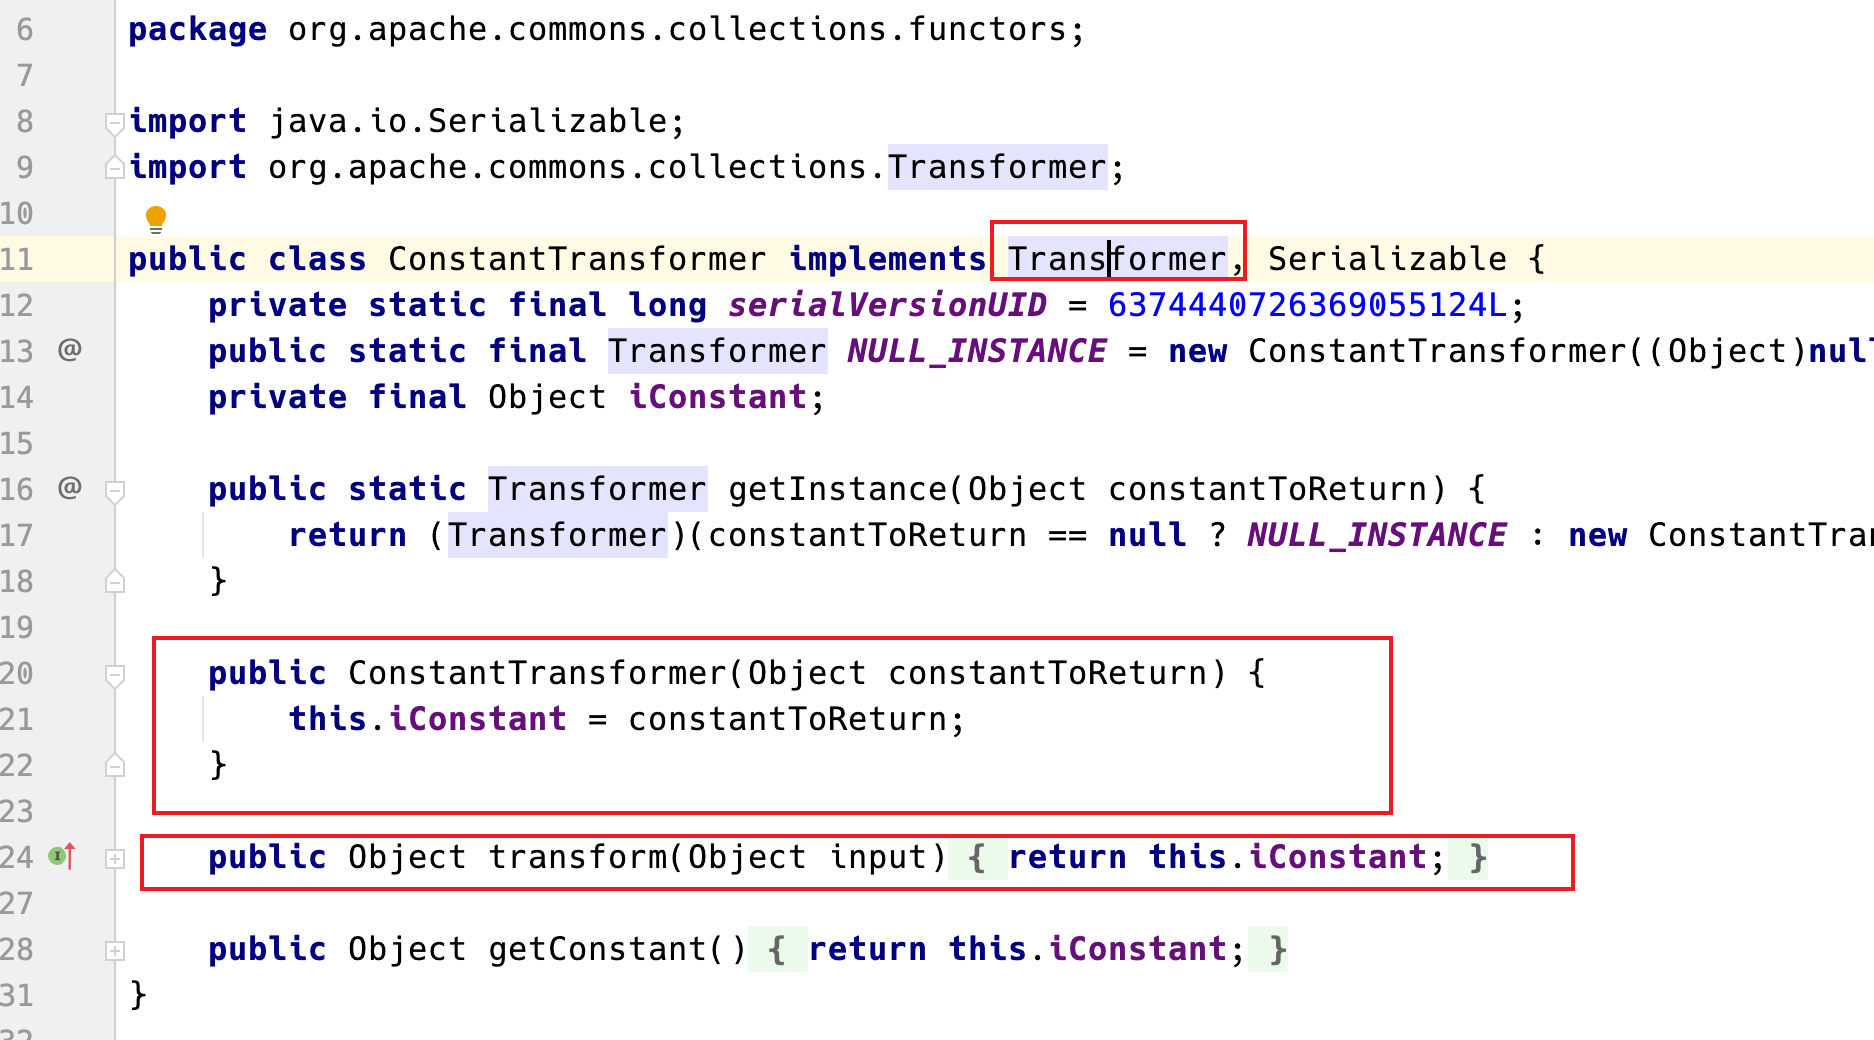 6 package org.apache.commons.collections.functors;
7
8 import java.io.Serializable;
9 import org.apache.commons.collections.Transformer;
10
11 public class ConstantTransformer implements Transformer, Serializable {
12 private static final long serialVersionUID = 6374440726369055124L;
13 @ public static final Transformer NULL_INSTANCE = new ConstantTransformer((Object)null
14 private final Object iConstant;
15
16 @ public static Transformer getInstance(Object constantToReturn) {
17 return (Transformer)(constantToReturn == null ? NULL_INSTANCE : new ConstantTran
18 }
19
20 public ConstantTransformer(Object constantToReturn) {
21 this.iConstant = constantToReturn;
22 }
23
24 public Object transform(Object input) { return this.iConstant; }
27
28 public Object getConstant() { return this.iConstant; }
31 }
32